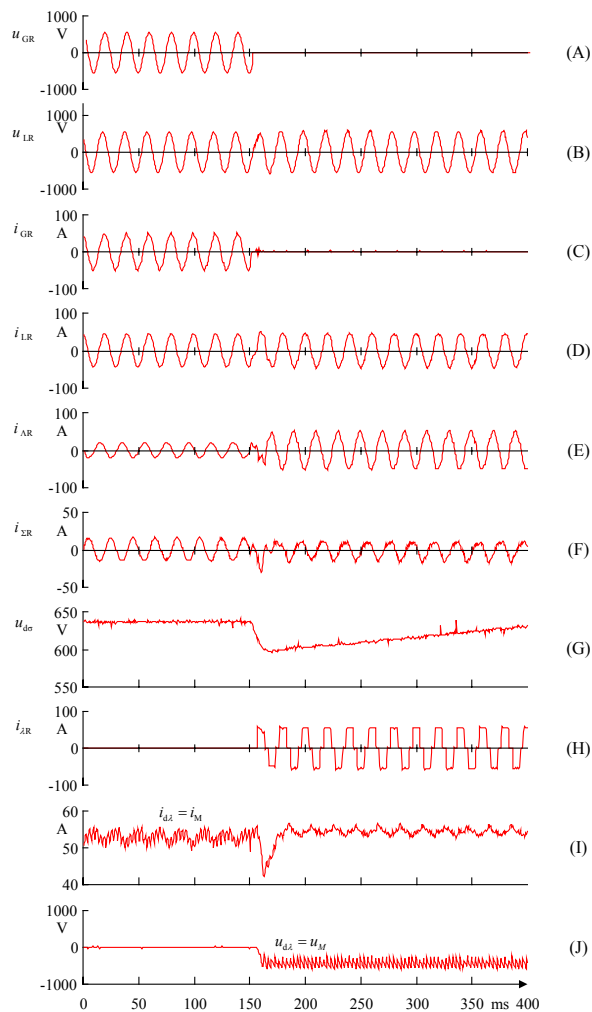 1000
u GR V (A)
0
-1000
1000
u LR V (B)
0
-1000
100
i GR A (C)
0
-100
100
i LR A (D)
0
-100
100
i ΛR A (E)
0
-100
50
i ΣR A (F)
0
-50
650
u dσ V (G)
600
550
100
i λR A (H)
0
-100
60
A i dλ = i M
50 (I)
40
1000
V u dλ = u M
0 (J)
-1000
0 50 100 150 200 250 300 350 ms 400